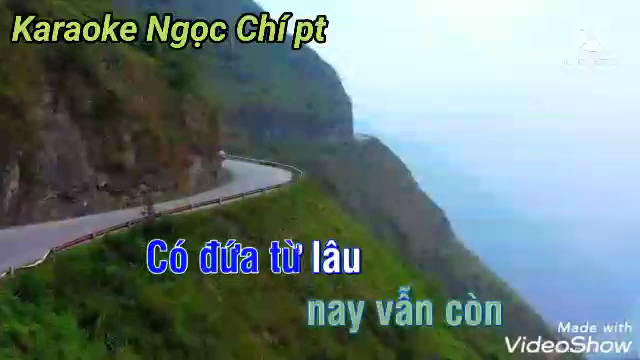 Karaoke Ngọc Chí pt
Có đứa từ lâu
nay vẫn còn
Made with
VideoShow